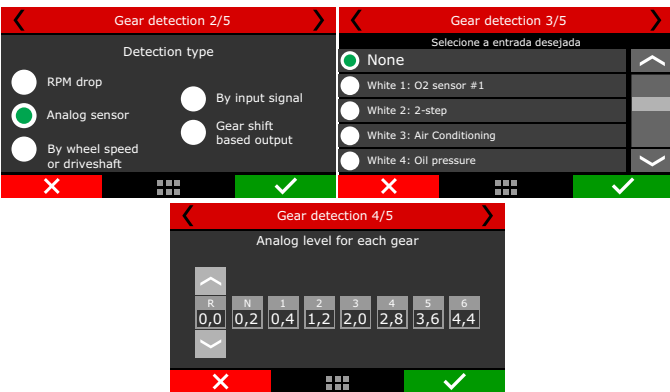 Gear detection 2/5
Detection type
RPM drop
Analog sensor
By wheel speed
or driveshaft
By input signal
Gear shift
based output
Gear detection 3/5
Selecione a entrada desejada
None
White 1: O2 sensor #1
White 2: 2-step
White 3: Air Conditioning
White 4: Oil pressure
Gear detection 4/5
Analog level for each gear
R N 1 2 3 4 5 6
0,0 0,2 0,4 1,2 2,0 2,8 3,6 4,4